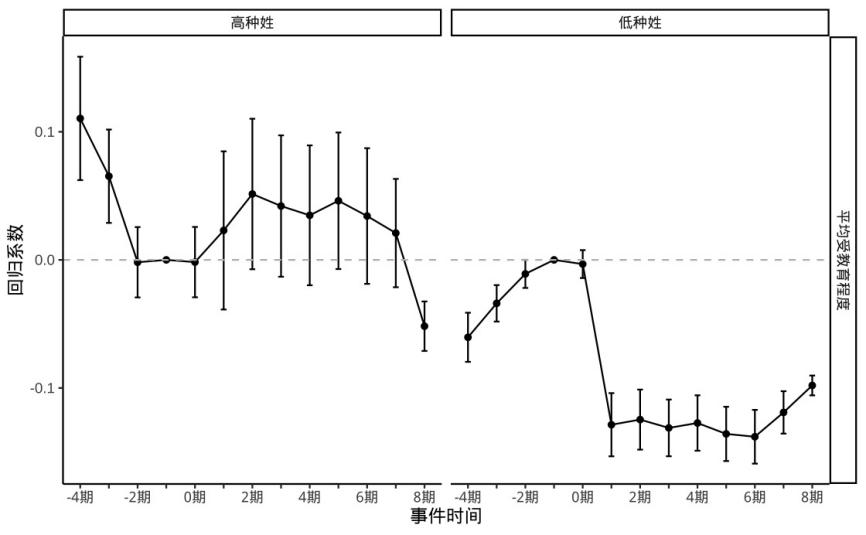 高种姓
低种姓
0.1
0.0
-0.1
回归系数
平均受教育程度
-4期 -2期 0期 2期 4期 6期 8期
-4期 -2期 0期 2期 4期 6期 8期
事件时间